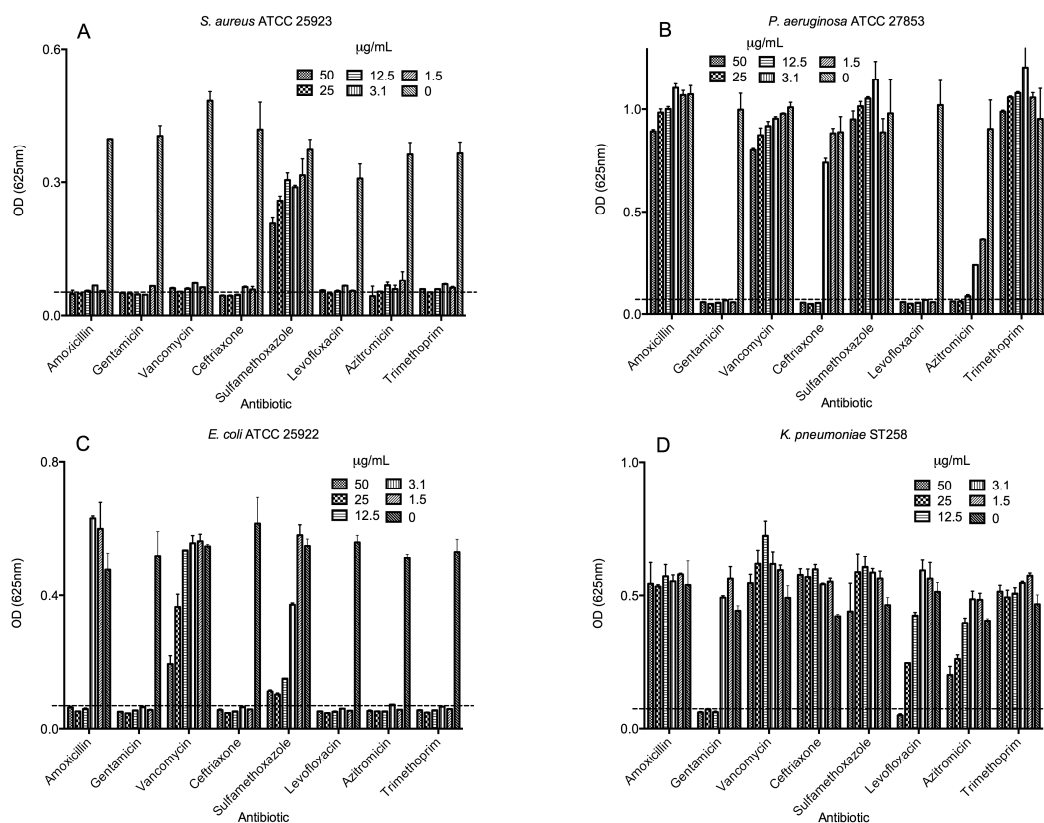 A
S. aureus ATCC 25923
µg/mL
50 12.5 1.5
25 3.1 0
OD (625nm)
0.6
0.3
0.0
Amoxicillin
Gentamicin
Vancomycin
Ceftriaxone
Sulfamethoxazole
Levofloxacin
Azitromicin
Trimethoprim
Antibiotic
B
P. aeruginosa ATCC 27853
µg/mL
50 12.5 1.5
25 3.1 0
OD (625nm)
1.0
0.5
0.0
Amoxicillin
Gentamicin
Vancomycin
Ceftriaxone
Sulfamethoxazole
Levofloxacin
Azitromicin
Trimethoprim
Antibiotic
C
E. coli ATCC 25922
µg/mL
50 3.1
25 1.5
12.5 0
OD (625nm)
0.8
0.4
0.0
Amoxicillin
Gentamicin
Vancomycin
Ceftriaxone
Sulfamethoxazole
Levofloxacin
Azitromicin
Trimethoprim
Antibiotic
D
K. pneumoniae ST258
µg/mL
50 3.1
25 1.5
12.5 0
OD (625nm)
1.0
0.5
0.0
Amoxicillin
Gentamicin
Vancomycin
Ceftriaxone
Sulfamethoxazole
Levofloxacin
Azitromicin
Trimethoprim
Antibiotic